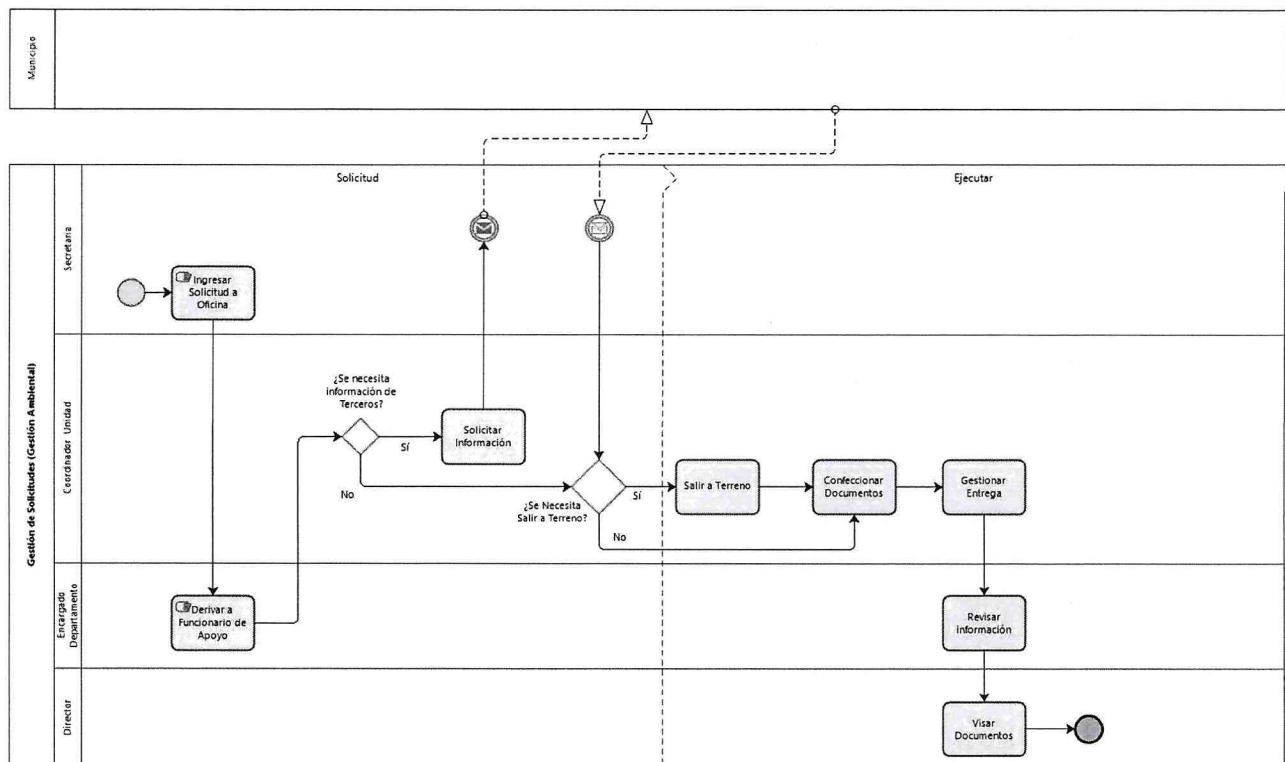 Municipio
Gestión de Solicitudes (Gestión Ambiental)
Solicitud
Ejecutar
Secretaria
Ingresar
Solicitud a
Oficina
Coordinador Unidad
¿Se necesita
información de
Terceros?
Sí
No
Solicitar
Información
¿Se Necesita
Salir a Terreno?
Sí
No
Salir a Terreno
Confeccionar
Documentos
Gestionar
Entrega
Encargado
Departamento
Derivar a
Funcionario de
Apoyo
Revisar
Información
Director
Visar
Documentos